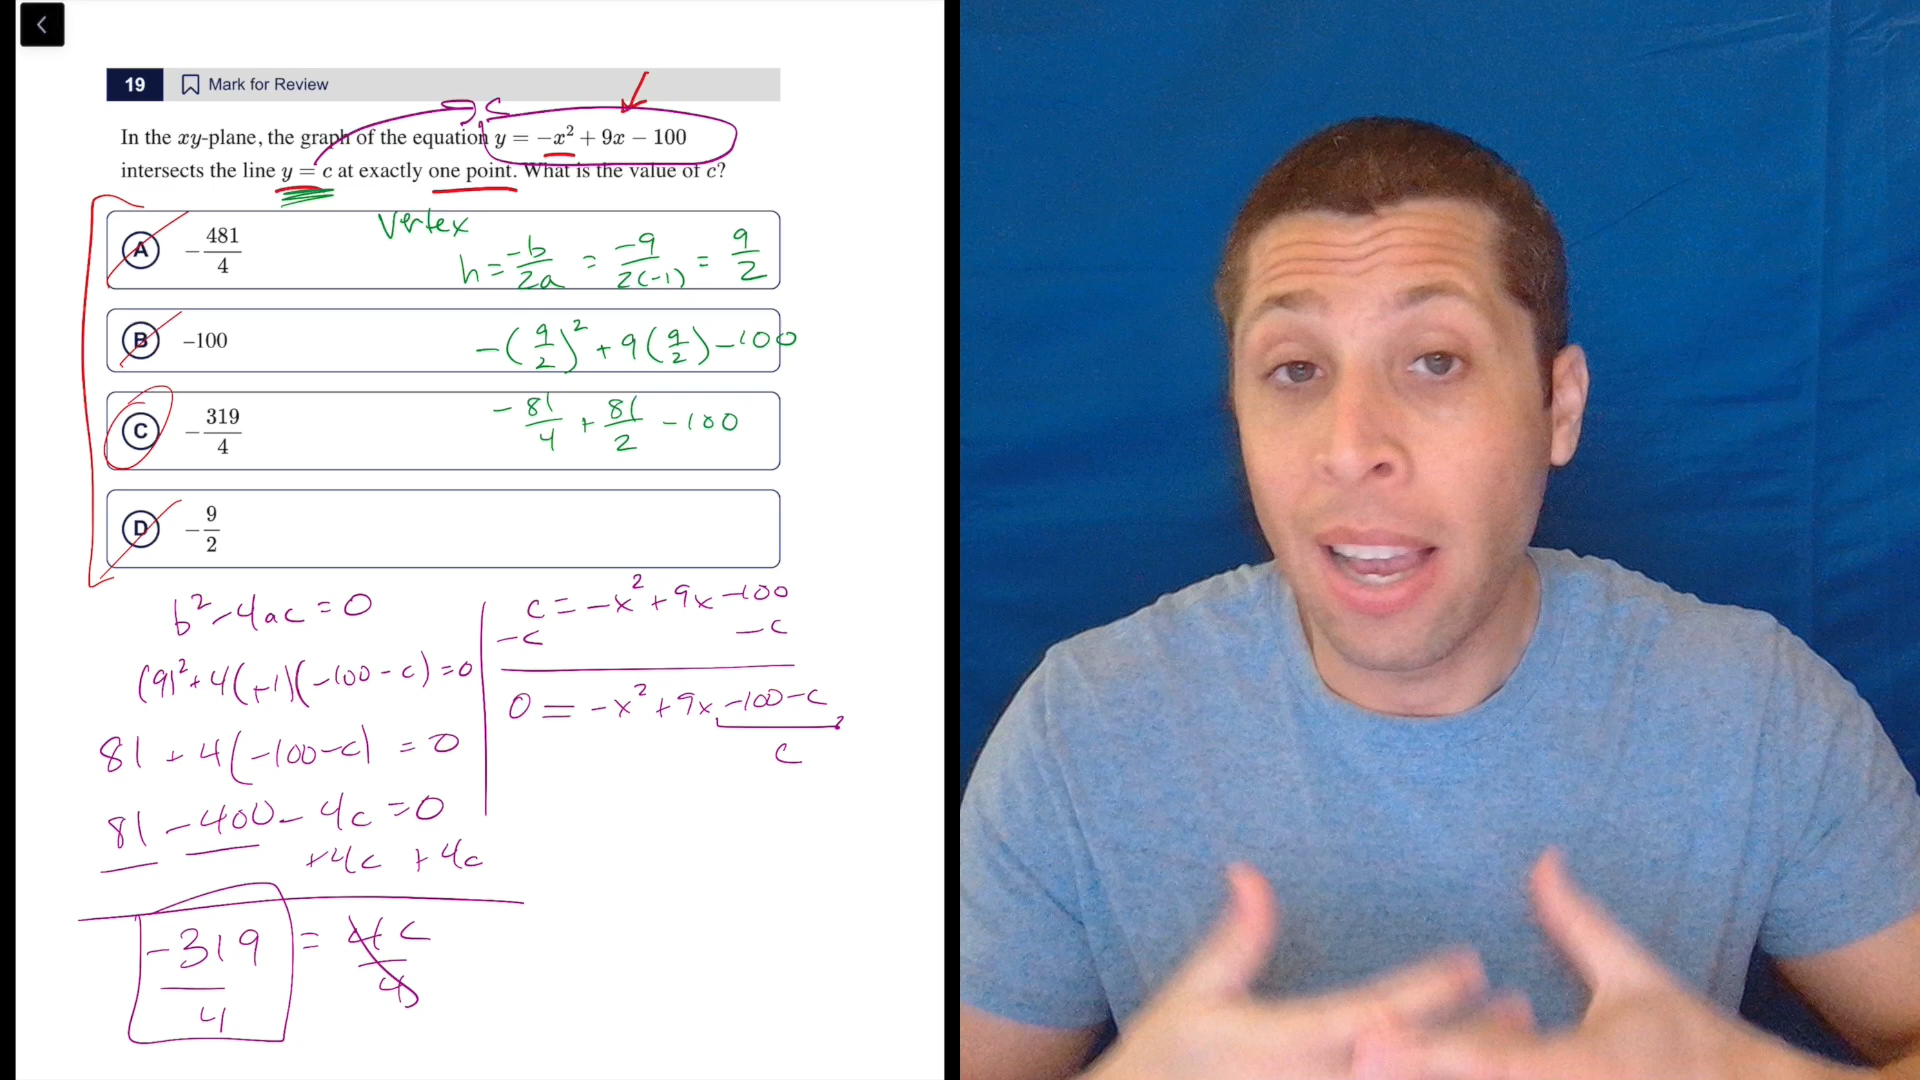 19 Mark for Review
c
In the xy-plane, the graph of the equation y = −x² + 9x − 100
intersects the line y = c at exactly one point. What is the value of c?
Vertex
A −481/4
h = -b/2a = -9/2(-1) = 9/2
B −100
-(9/2)² + 9(9/2) - 100
C −319/4
-81/4 + 81/2 - 100
D −9/2
b² - 4ac = 0
(9)² + 4(+1)(-100 - c) = 0
81 + 4(-100 - c) = 0
81 - 400 - 4c = 0
+4c +4c
-319/4 = 4c/4
c = -x² + 9x - 100
-c -c
0 = -x² + 9x - 100 - c
c